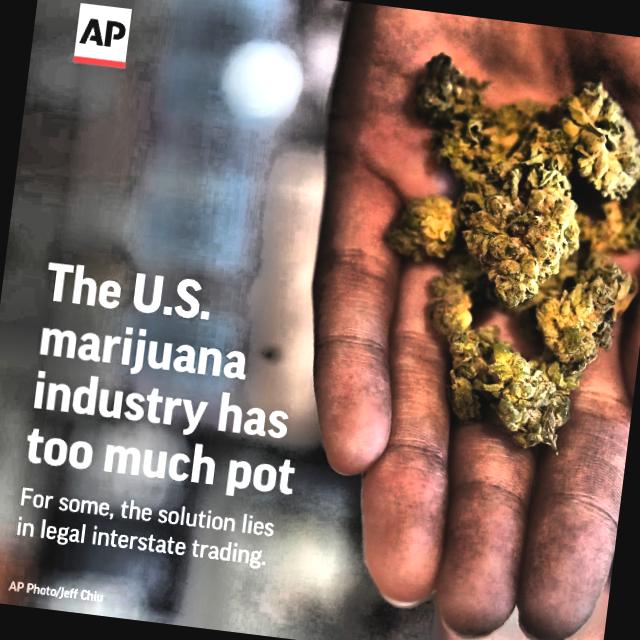 AP
The U.S.
marijuana
industry has
too much pot
For some, the solution lies
in legal interstate trading.
AP Photo/Jeff Chiu